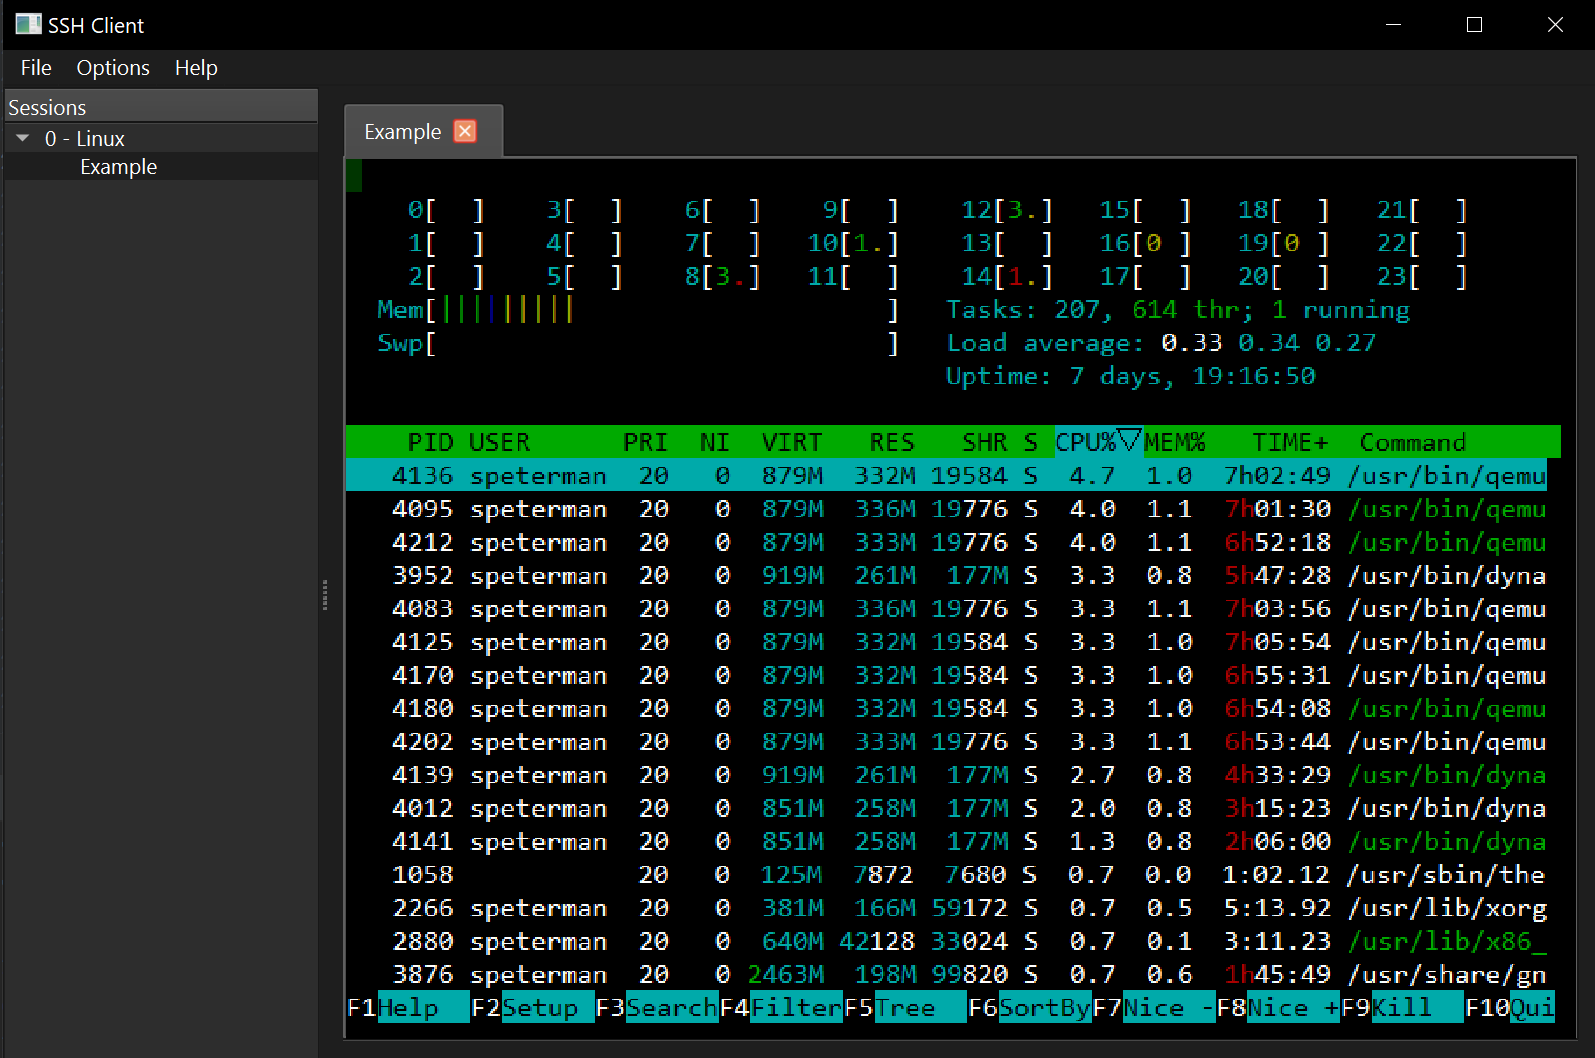 SSH Client
File Options Help
Sessions
0 - Linux
Example
Example
0[ ] 3[ ] 6[ ] 9[ ] 12[3.] 15[ ] 18[ ] 21[ ]
1[ ] 4[ ] 7[ ] 10[1.] 13[ ] 16[0 ] 19[0 ] 22[ ]
2[ ] 5[ ] 8[3.] 11[ ] 14[1.] 17[ ] 20[ ] 23[ ]
Mem[||||||||| ] Tasks: 207, 614 thr; 1 running
Swp[ ] Load average: 0.33 0.34 0.27
Uptime: 7 days, 19:16:50
PID USER PRI NI VIRT RES SHR S CPU%▽MEM% TIME+ Command
4136 speterman 20 0 879M 332M 19584 S 4.7 1.0 7h02:49 /usr/bin/qemu
4095 speterman 20 0 879M 336M 19776 S 4.0 1.1 7h01:30 /usr/bin/qemu
4212 speterman 20 0 879M 333M 19776 S 4.0 1.1 6h52:18 /usr/bin/qemu
3952 speterman 20 0 919M 261M 177M S 3.3 0.8 5h47:28 /usr/bin/dyna
4083 speterman 20 0 879M 336M 19776 S 3.3 1.1 7h03:56 /usr/bin/qemu
4125 speterman 20 0 879M 332M 19584 S 3.3 1.0 7h05:54 /usr/bin/qemu
4170 speterman 20 0 879M 332M 19584 S 3.3 1.0 6h55:31 /usr/bin/qemu
4180 speterman 20 0 879M 332M 19584 S 3.3 1.0 6h54:08 /usr/bin/qemu
4202 speterman 20 0 879M 333M 19776 S 3.3 1.1 6h53:44 /usr/bin/qemu
4139 speterman 20 0 919M 261M 177M S 2.7 0.8 4h33:29 /usr/bin/dyna
4012 speterman 20 0 851M 258M 177M S 2.0 0.8 3h15:23 /usr/bin/dyna
4141 speterman 20 0 851M 258M 177M S 1.3 0.8 2h06:00 /usr/bin/dyna
1058 20 0 125M 7872 7680 S 0.7 0.0 1:02.12 /usr/sbin/the
2266 speterman 20 0 381M 166M 59172 S 0.7 0.5 5:13.92 /usr/lib/xorg
2880 speterman 20 0 640M 42128 33024 S 0.7 0.1 3:11.23 /usr/lib/x86_
3876 speterman 20 0 2463M 198M 99820 S 0.7 0.6 1h45:49 /usr/share/gn
F1Help F2Setup F3SearchF4FilterF5Tree F6SortByF7Nice -F8Nice +F9Kill F10Qui